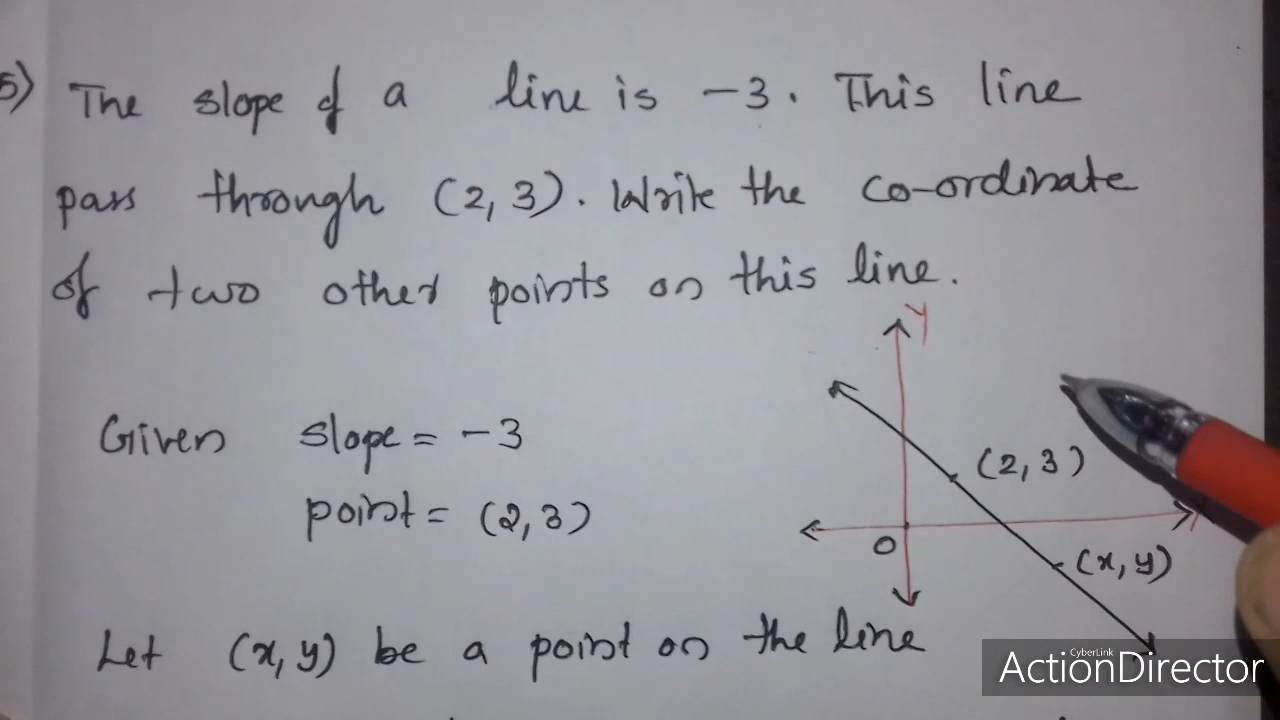 5) The slope of a line is -3. This line
pass through (2, 3). Write the co-ordinate
of two other points on this line.
Y
Given slope = -3
(2, 3)
point = (2, 3)
O
(x, y)
Let (x, y) be a point on the line
CyberLink
ActionDirector